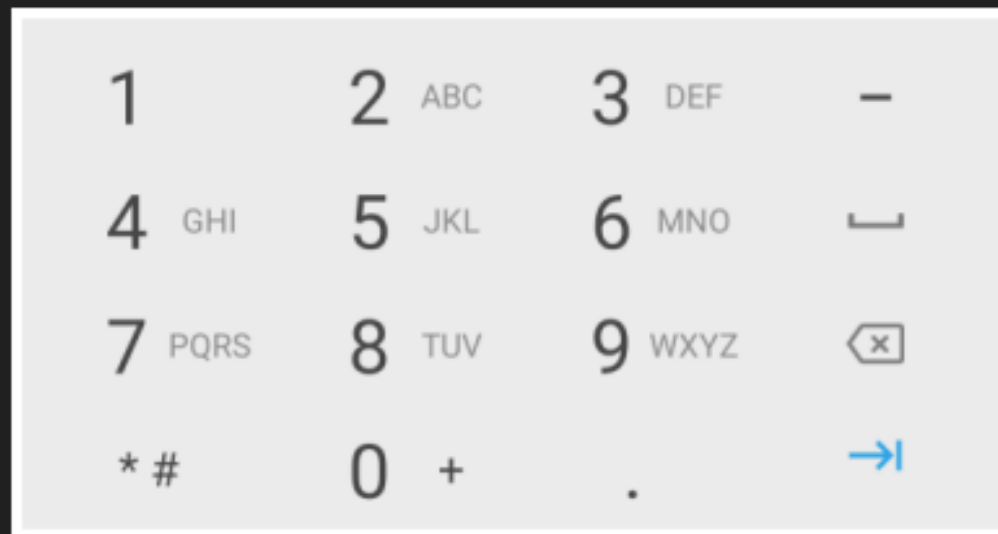 1 2 ABC 3 DEF –
4 GHI 5 JKL 6 MNO
7 PQRS 8 TUV 9 WXYZ
* # 0 + .